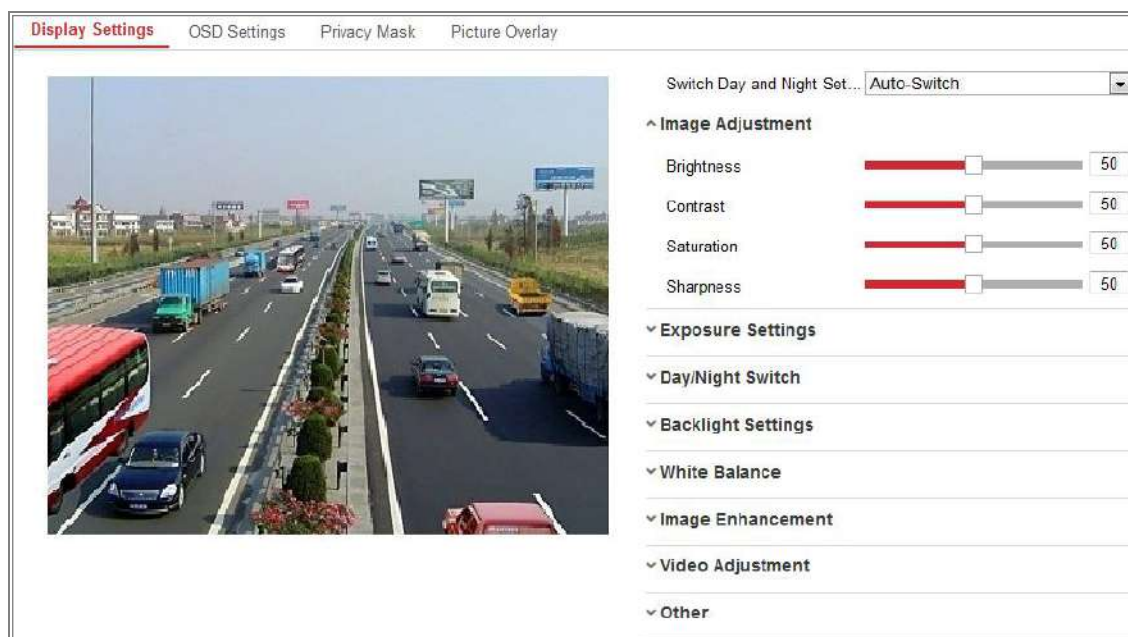 Display Settings OSD Settings Privacy Mask Picture Overlay
Switch Day and Night Set... Auto-Switch
Image Adjustment
Brightness 50
Contrast 50
Saturation 50
Sharpness 50
Exposure Settings
Day/Night Switch
Backlight Settings
White Balance
Image Enhancement
Video Adjustment
Other